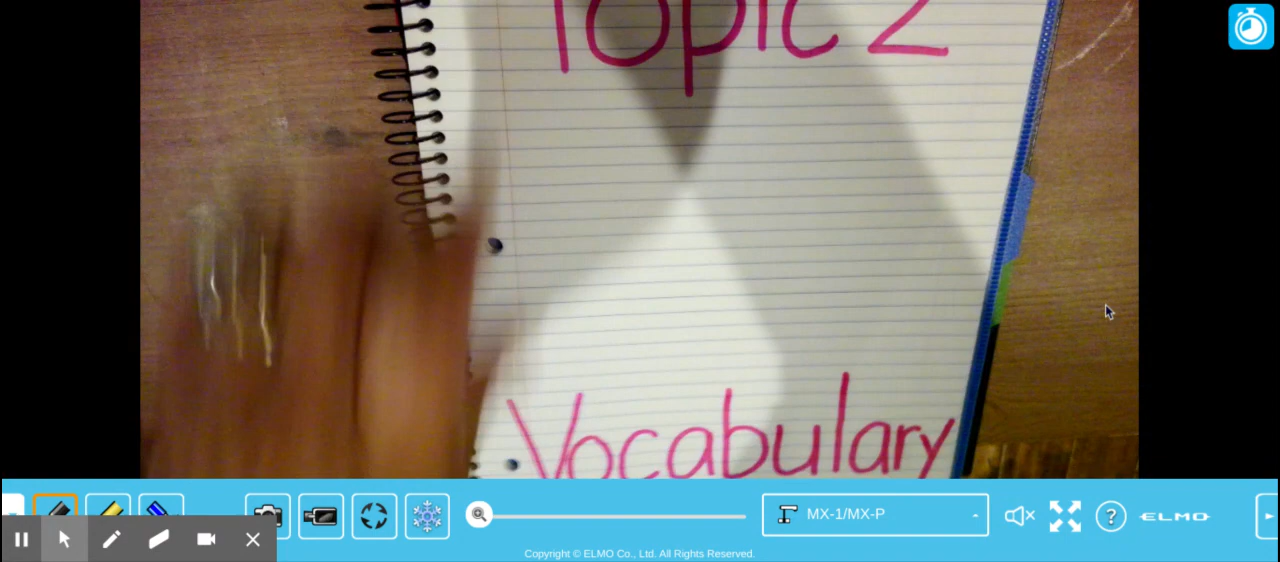 Topic 2
Vocabulary
MX-1/MX-P
?
ELMO
Copyright © ELMO Co., Ltd. All Rights Reserved.